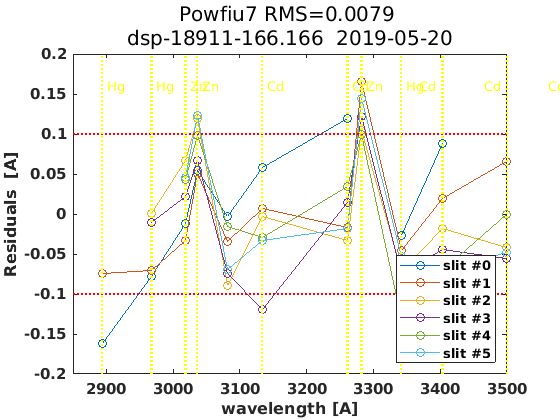 Powfiu7 RMS=0.0079
dsp-18911-166.166 2019-05-20
0.2
0.15
0.1
0.05
0
-0.05
-0.1
-0.15
-0.2
Residuals [A]
Hg
Hg
Zn
Zn
Cd
Zn
Hg
Cd
Cd
slit #0
slit #1
slit #2
slit #3
slit #4
slit #5
2900
3000
3100
3200
3300
3400
3500
wavelength [A]